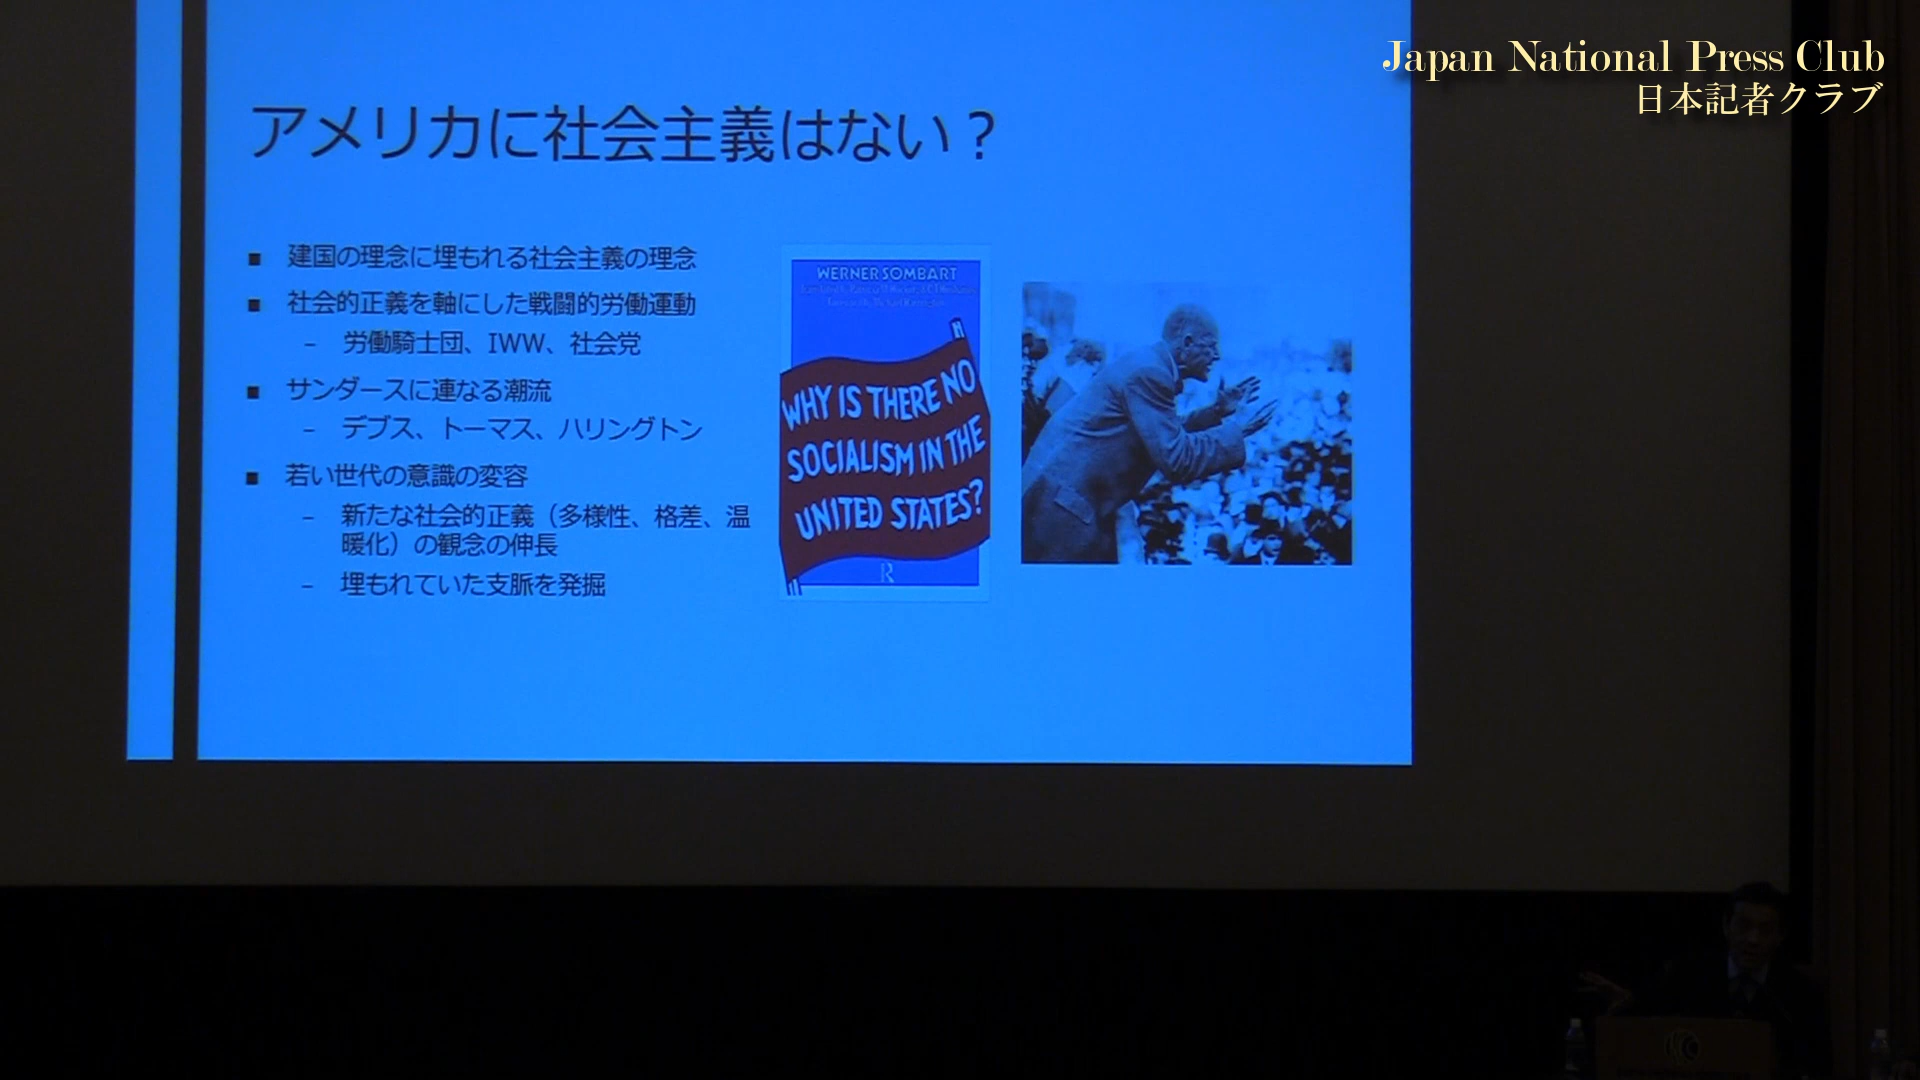 Japan National Press Club
日本記者クラブ
アメリカに社会主義はない？
■ 建国の理念に埋もれる社会主義の理念
■ 社会的正義を軸にした戦闘的労働運動
– 労働騎士団、IWW、社会党
■ サンダースに連なる潮流
– デブス、トーマス、ハリングトン
■ 若い世代の意識の変容
– 新たな社会的正義（多様性、格差、温
暖化）の観念の伸長
– 埋もれていた支脈を発掘
WERNER SOMBART
WHY IS THERE NO
SOCIALISM IN THE
UNITED STATES?
R